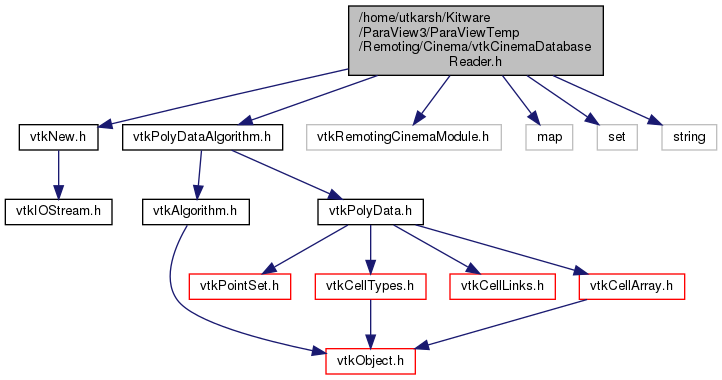 /home/utkarsh/Kitware
/ParaView3/ParaViewTemp
/Remoting/Cinema/vtkCinemaDatabase
Reader.h
vtkNew.h
vtkPolyDataAlgorithm.h
vtkRemotingCinemaModule.h
map
set
string
vtkIOStream.h
vtkAlgorithm.h
vtkPolyData.h
vtkPointSet.h
vtkCellTypes.h
vtkCellLinks.h
vtkCellArray.h
vtkObject.h